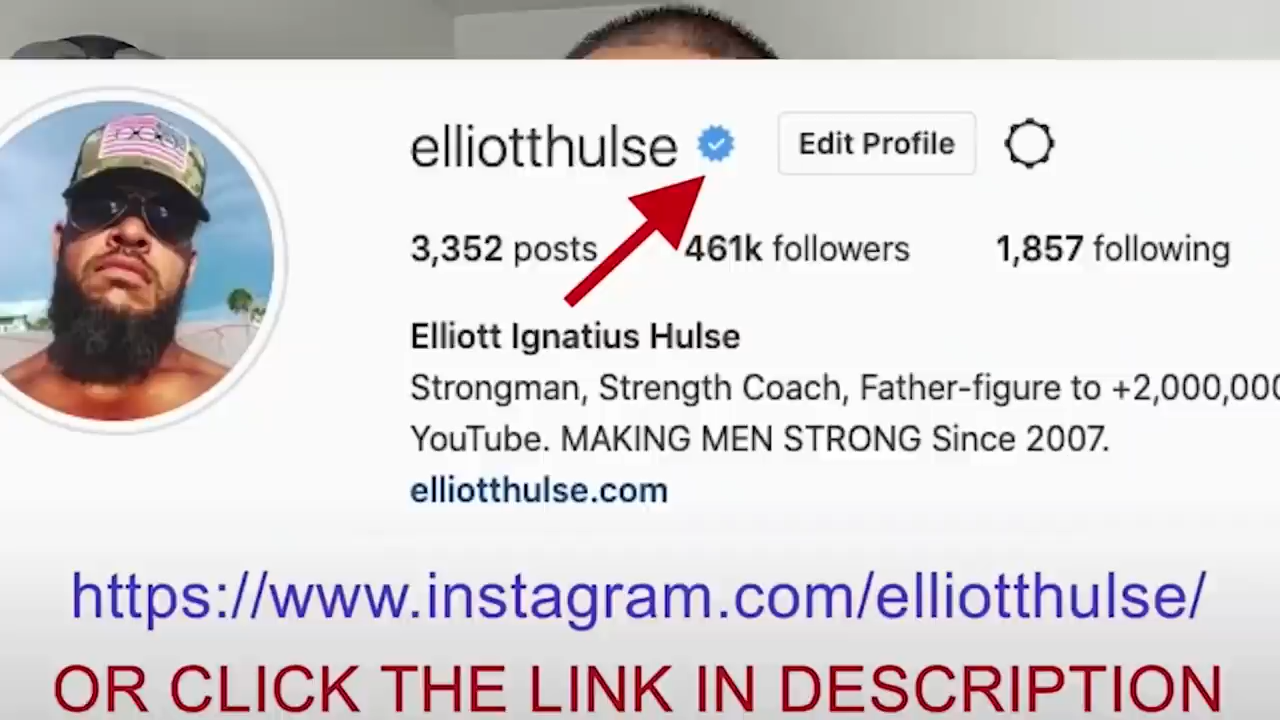 elliotthulse Edit Profile
3,352 posts 461k followers 1,857 following
Elliott Ignatius Hulse
Strongman, Strength Coach, Father-figure to +2,000,000
YouTube. MAKING MEN STRONG Since 2007.
elliotthulse.com
https://www.instagram.com/elliotthulse/
OR CLICK THE LINK IN DESCRIPTION